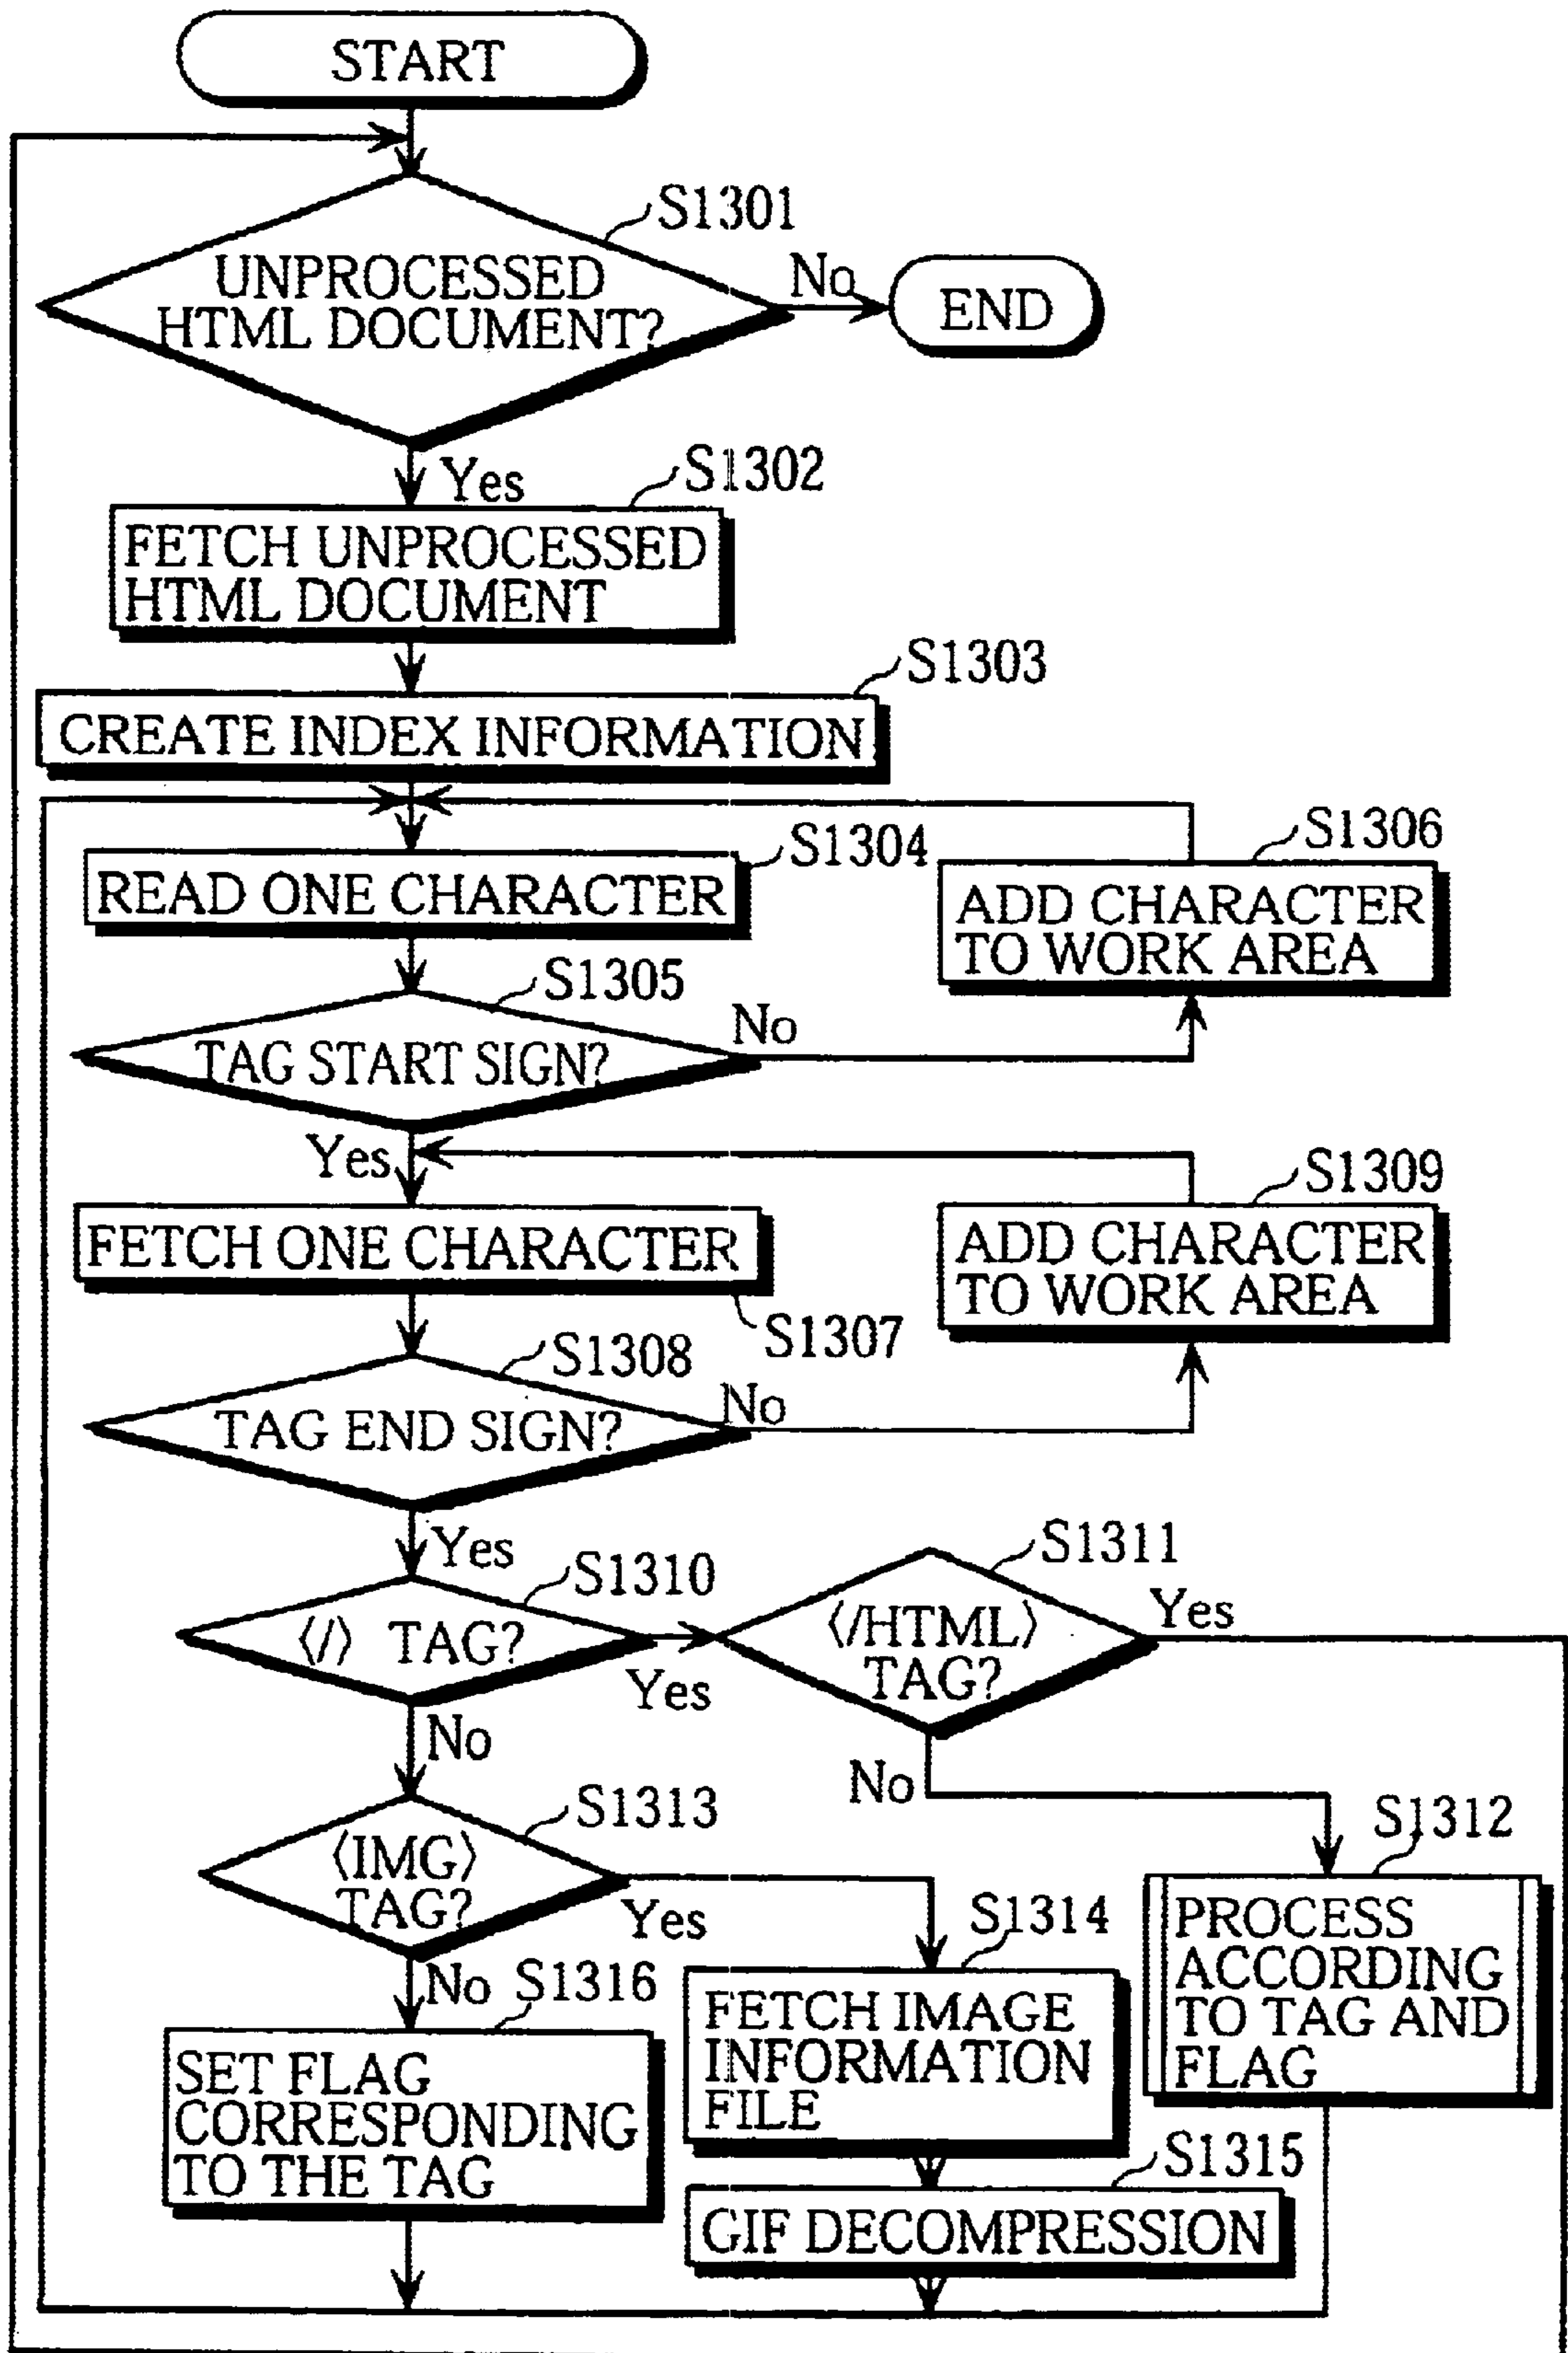 START
S1301
UNPROCESSED
HTML DOCUMENT?
No
END
Yes
S1302
FETCH UNPROCESSED
HTML DOCUMENT
S1303
CREATE INDEX INFORMATION
S1304
READ ONE CHARACTER
S1306
ADD CHARACTER
TO WORK AREA
S1305
TAG START SIGN?
No
Yes
S1309
ADD CHARACTER
TO WORK AREA
FETCH ONE CHARACTER
S1307
S1308
TAG END SIGN?
No
Yes
S1310
⟨/⟩ TAG?
Yes
S1311
⟨/HTML⟩
TAG?
Yes
No
No
S1313
⟨IMG⟩
TAG?
Yes
S1312
PROCESS
ACCORDING
TO TAG AND
FLAG
S1314
FETCH IMAGE
INFORMATION
FILE
No
S1316
SET FLAG
CORRESPONDING
TO THE TAG
S1315
GIF DECOMPRESSION